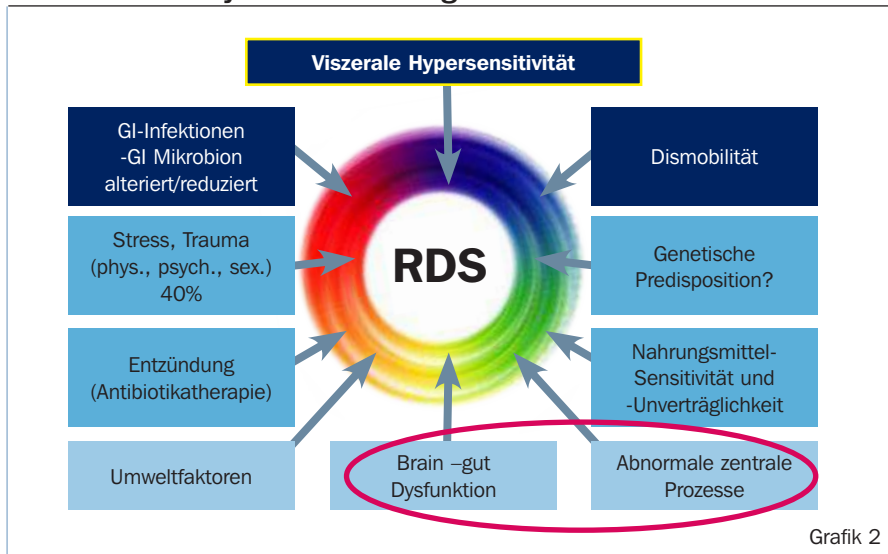 Viszerale Hypersensitivität
GI-Infektionen
-GI Mikrobion
alteriert/reduziert
Dismobilität
Stress, Trauma
(phys., psych., sex.)
40%
RDS
Genetische
Predisposition?
Entzündung
(Antibiotikatherapie)
Nahrungsmittel-
Sensitivität und
-Unverträglichkeit
Umweltfaktoren
Brain –gut
Dysfunktion
Abnormale zentrale
Prozesse
Grafik 2